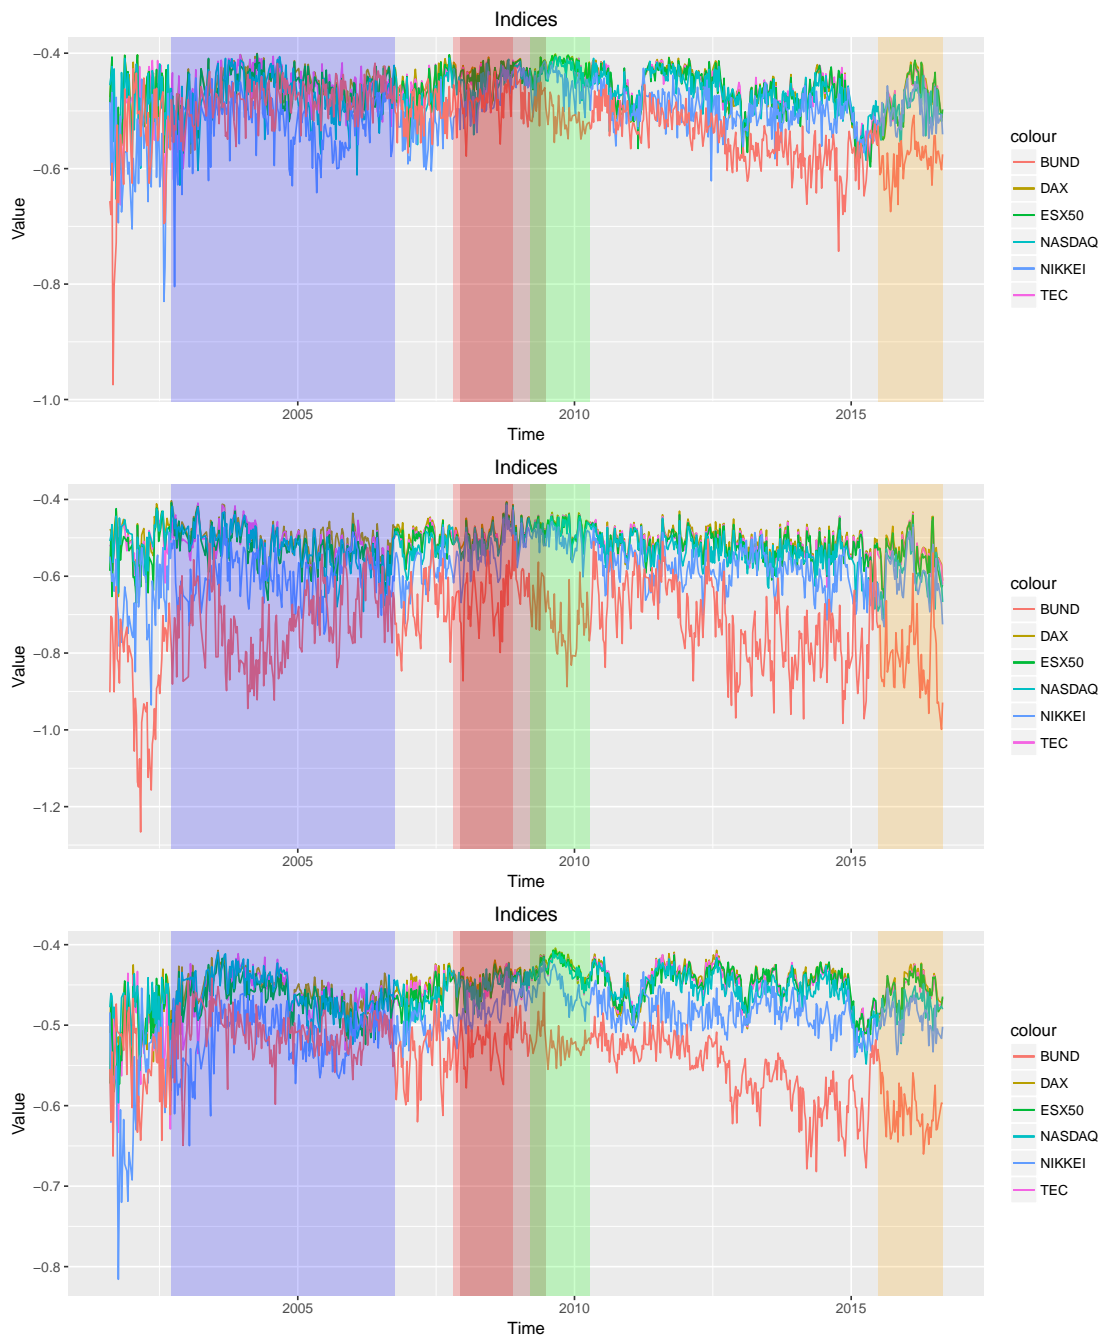 Indices
−0.4
−0.6
−0.8
−1.0
Value
2005
2010
2015
Time
colour
BUND
DAX
ESX50
NASDAQ
NIKKEI
TEC
Indices
−0.4
−0.6
−0.8
−1.0
−1.2
Value
2005
2010
2015
Time
colour
BUND
DAX
ESX50
NASDAQ
NIKKEI
TEC
Indices
−0.4
−0.5
−0.6
−0.7
−0.8
Value
2005
2010
2015
Time
colour
BUND
DAX
ESX50
NASDAQ
NIKKEI
TEC